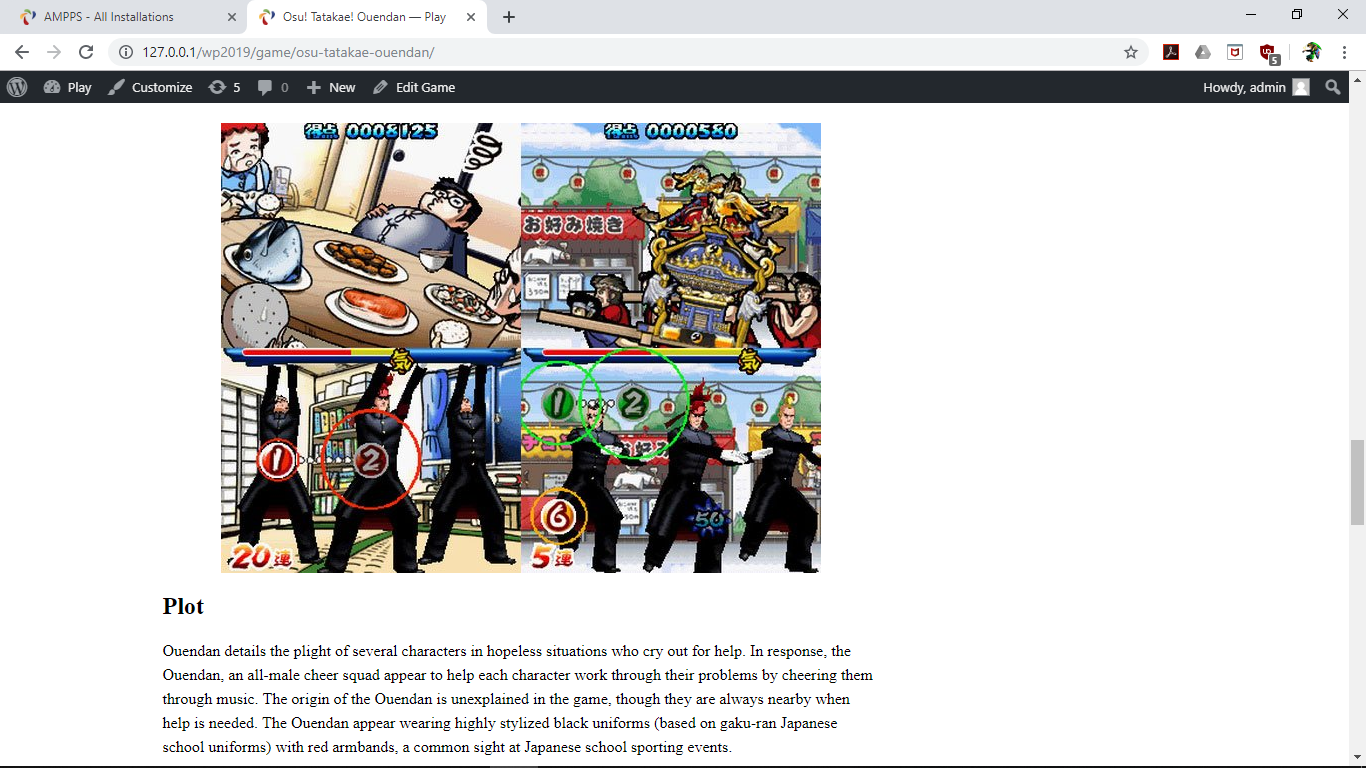 AMPPS - All Installations
Osu! Tatakae! Ouendan — Play
127.0.0.1/wp2019/game/osu-tatakae-ouendan/
5
Play
Customize
5
0
New
Edit Game
Howdy, admin
得点 0008125
得点 0000580
お好み焼き
気
気
1
2
1
2
お好み
6
50
20連
5連
Plot
Ouendan details the plight of several characters in hopeless situations who cry out for help. In response, the
Ouendan, an all-male cheer squad appear to help each character work through their problems by cheering them
through music. The origin of the Ouendan is unexplained in the game, though they are always nearby when
help is needed. The Ouendan appear wearing highly stylized black uniforms (based on gaku-ran Japanese
school uniforms) with red armbands, a common sight at Japanese school sporting events.